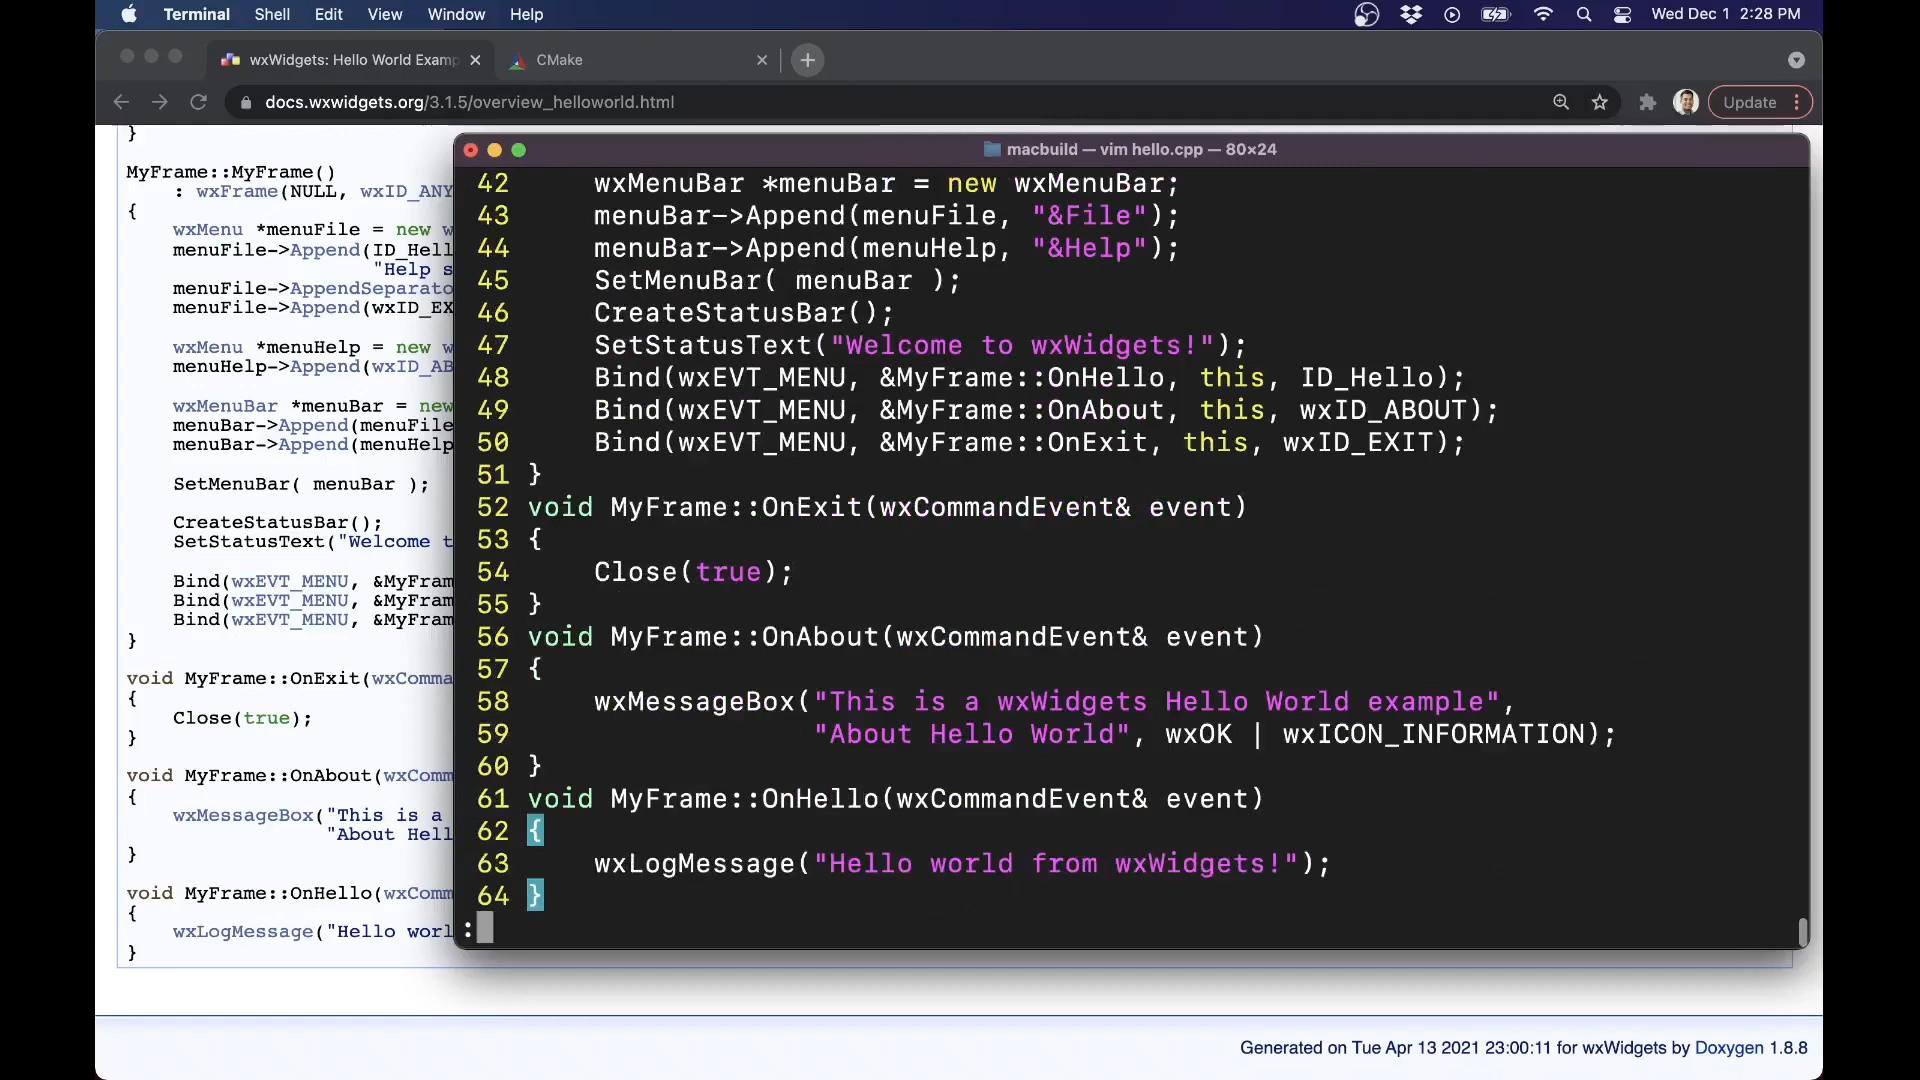 Terminal Shell Edit View Window Help Wed Dec 1 2:28 PM
wxWidgets: Hello World Examp CMake
docs.wxwidgets.org/3.1.5/overview_helloworld.html Update
}
MyFrame::MyFrame()
: wxFrame(NULL, wxID_ANY
{
wxMenu *menuFile = new w
menuFile->Append(ID_Hell
"Help s
menuFile->AppendSeparato
menuFile->Append(wxID_EX
wxMenu *menuHelp = new w
menuHelp->Append(wxID_AB
wxMenuBar *menuBar = new
menuBar->Append(menuFile
menuBar->Append(menuHelp
SetMenuBar( menuBar );
CreateStatusBar();
SetStatusText("Welcome t
Bind(wxEVT_MENU, &MyFram
Bind(wxEVT_MENU, &MyFram
Bind(wxEVT_MENU, &MyFram
}
void MyFrame::OnExit(wxComma
{
Close(true);
}
void MyFrame::OnAbout(wxComm
{
wxMessageBox("This is a
"About Hell
}
void MyFrame::OnHello(wxComm
{
wxLogMessage("Hello worl
}
macbuild — vim hello.cpp — 80×24
42 wxMenuBar *menuBar = new wxMenuBar;
43 menuBar->Append(menuFile, "&File");
44 menuBar->Append(menuHelp, "&Help");
45 SetMenuBar( menuBar );
46 CreateStatusBar();
47 SetStatusText("Welcome to wxWidgets!");
48 Bind(wxEVT_MENU, &MyFrame::OnHello, this, ID_Hello);
49 Bind(wxEVT_MENU, &MyFrame::OnAbout, this, wxID_ABOUT);
50 Bind(wxEVT_MENU, &MyFrame::OnExit, this, wxID_EXIT);
51 }
52 void MyFrame::OnExit(wxCommandEvent& event)
53 {
54 Close(true);
55 }
56 void MyFrame::OnAbout(wxCommandEvent& event)
57 {
58 wxMessageBox("This is a wxWidgets Hello World example",
59 "About Hello World", wxOK | wxICON_INFORMATION);
60 }
61 void MyFrame::OnHello(wxCommandEvent& event)
62 {
63 wxLogMessage("Hello world from wxWidgets!");
64 }
:
Generated on Tue Apr 13 2021 23:00:11 for wxWidgets by Doxygen 1.8.8